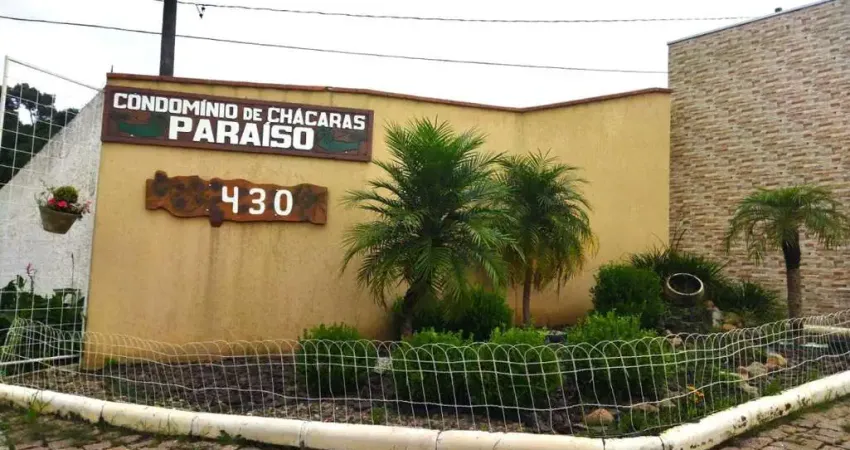 CONDOMÍNIO DE CHÁCARAS
PARAÍSO
430